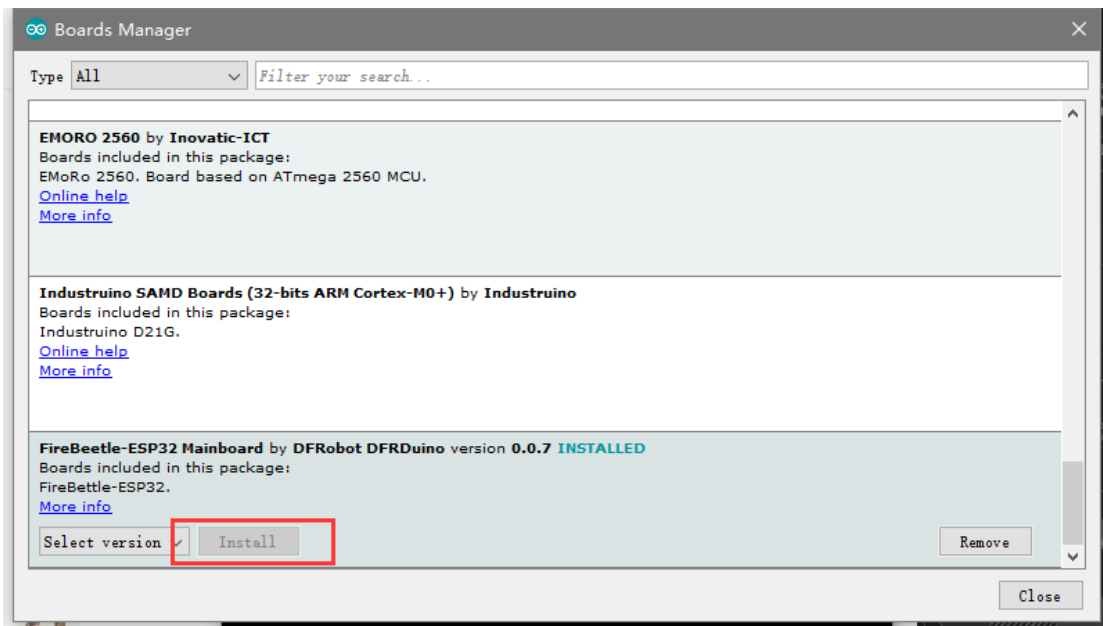 Boards Manager
Type All Filter your search...
EMORO 2560 by Inovatic-ICT
Boards included in this package:
EMoRo 2560. Board based on ATmega 2560 MCU.
Online help
More info
Industruino SAMD Boards (32-bits ARM Cortex-M0+) by Industruino
Boards included in this package:
Industruino D21G.
Online help
More info
FireBeetle-ESP32 Mainboard by DFRobot DFRDuino version 0.0.7 INSTALLED
Boards included in this package:
FireBettle-ESP32.
More info
Select version Install Remove
Close